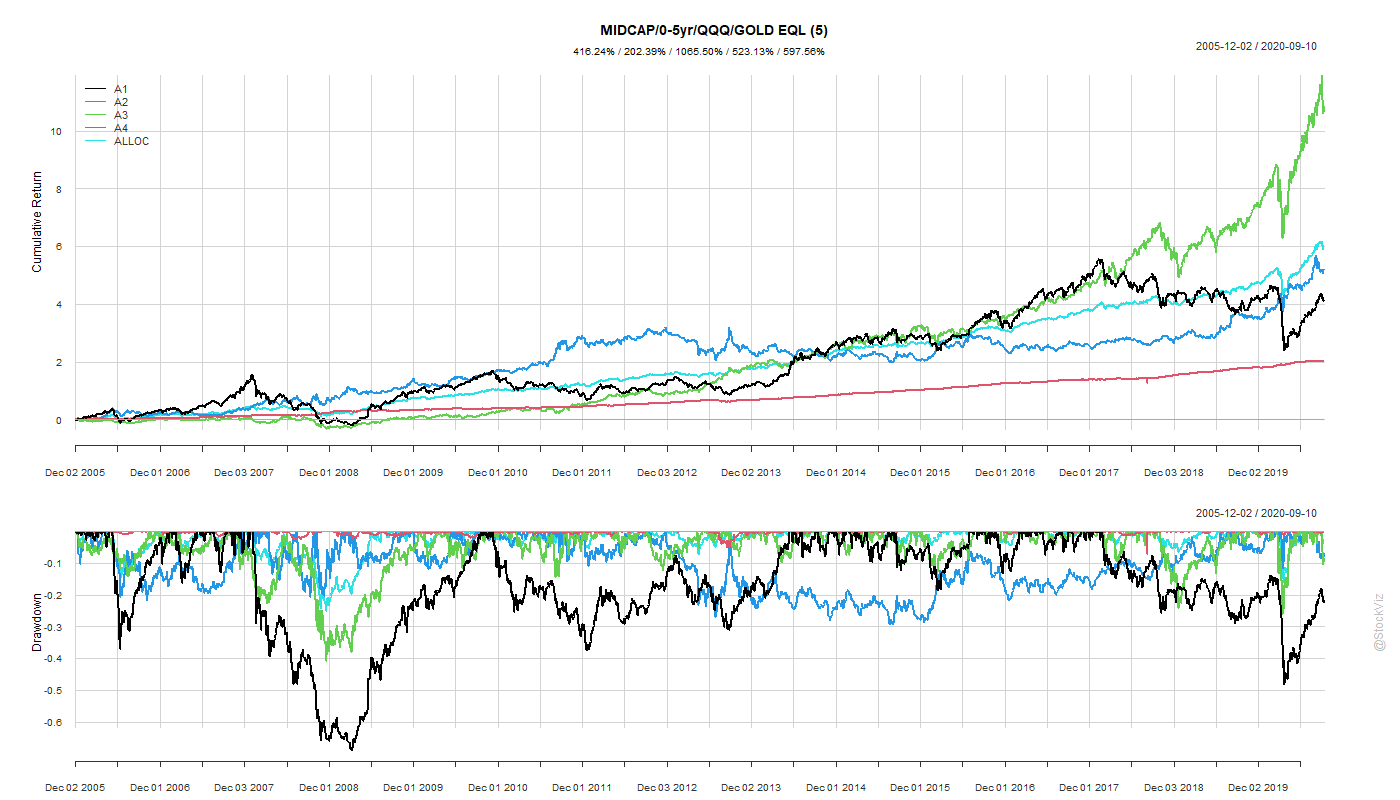 MIDCAP/0-5yr/QQQ/GOLD EQL (5)
416.24% / 202.39% / 1065.50% / 523.13% / 597.56%
2005-12-02 / 2020-09-10
A1
A2
A3
A4
ALLOC
Cumulative Return
10
8
6
4
2
0
Dec 02 2005 Dec 01 2006 Dec 03 2007 Dec 01 2008 Dec 01 2009 Dec 01 2010 Dec 01 2011 Dec 03 2012 Dec 02 2013 Dec 01 2014 Dec 01 2015 Dec 01 2016 Dec 01 2017 Dec 03 2018 Dec 02 2019
2005-12-02 / 2020-09-10
Drawdown
-0.1
-0.2
-0.3
-0.4
-0.5
-0.6
Dec 02 2005 Dec 01 2006 Dec 03 2007 Dec 01 2008 Dec 01 2009 Dec 01 2010 Dec 01 2011 Dec 03 2012 Dec 02 2013 Dec 01 2014 Dec 01 2015 Dec 01 2016 Dec 01 2017 Dec 03 2018 Dec 02 2019
@StockViz